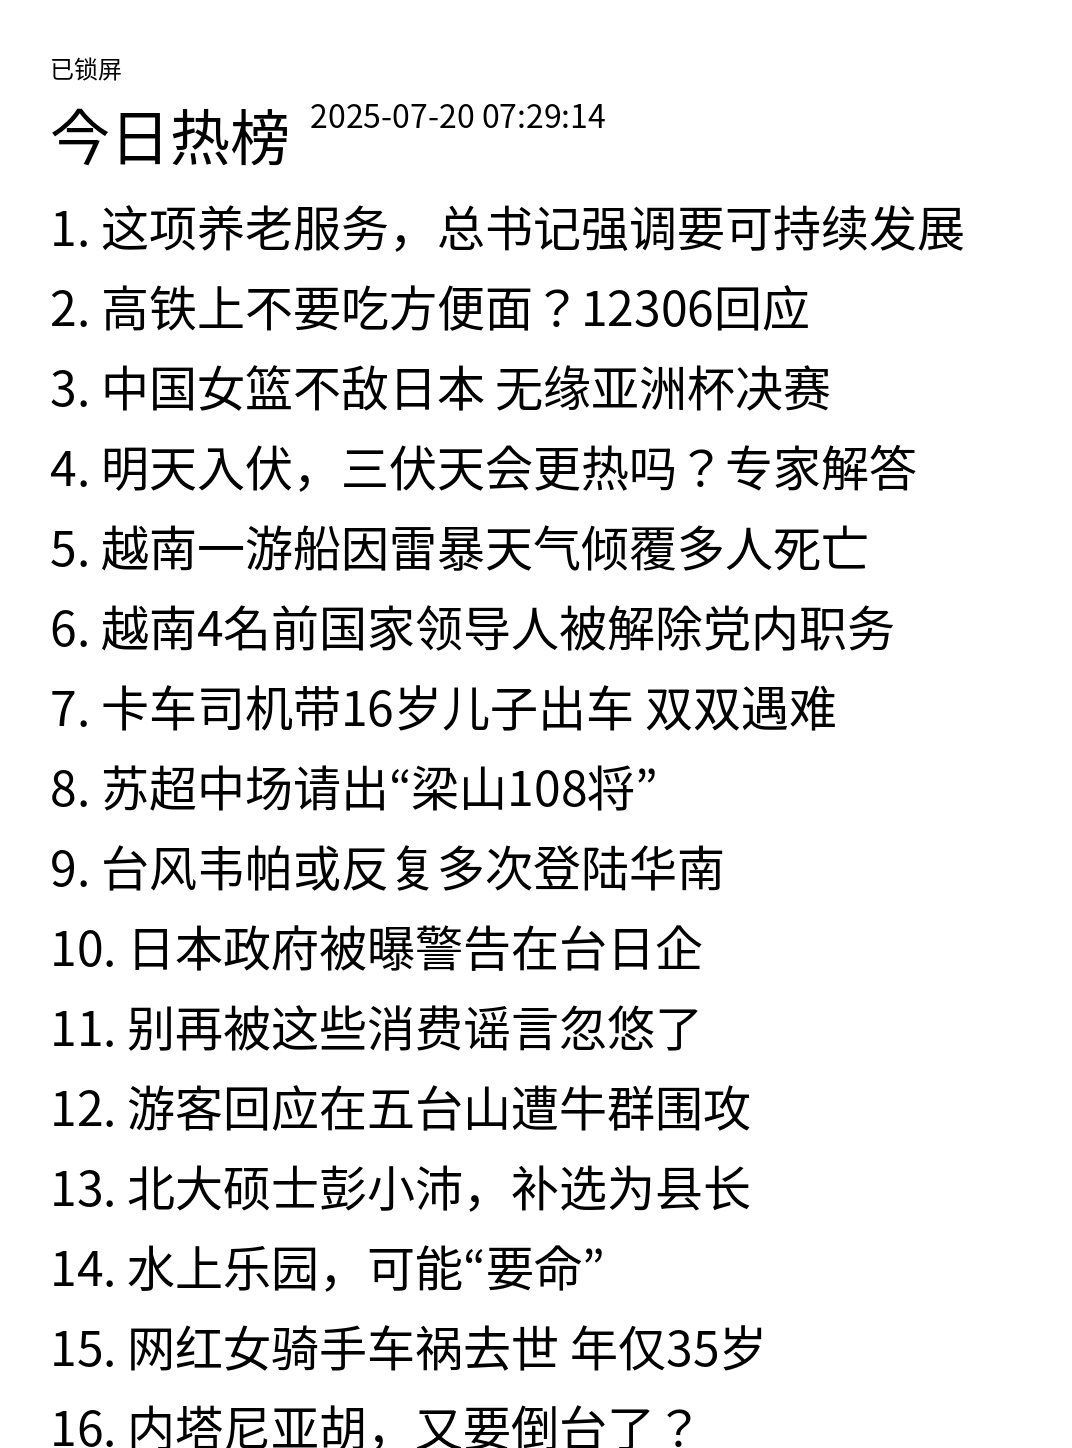 已锁屏
今日热榜 2025-07-20 07:29:14
1. 这项养老服务，总书记强调要可持续发展
2. 高铁上不要吃方便面？12306回应
3. 中国女篮不敌日本 无缘亚洲杯决赛
4. 明天入伏，三伏天会更热吗？专家解答
5. 越南一游船因雷暴天气倾覆多人死亡
6. 越南4名前国家领导人被解除党内职务
7. 卡车司机带16岁儿子出车 双双遇难
8. 苏超中场请出“梁山108将”
9. 台风韦帕或反复多次登陆华南
10. 日本政府被曝警告在台日企
11. 别再被这些消费谣言忽悠了
12. 游客回应在五台山遭牛群围攻
13. 北大硕士彭小沛，补选为县长
14. 水上乐园，可能“要命”
15. 网红女骑手车祸去世 年仅35岁
16. 内塔尼亚胡，又要倒台了？